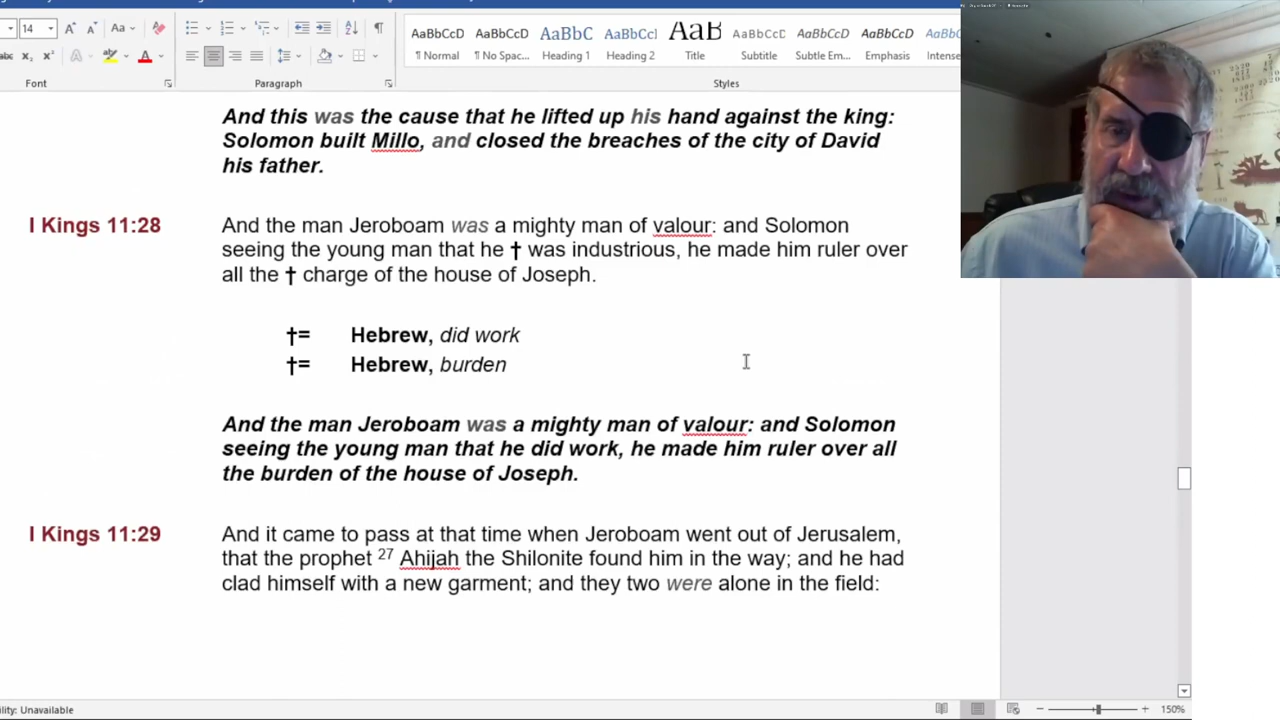 14
Aa
abc x₂ x²
Font
Paragraph
AaBbCcD AaBbCcD AaBbC AaBbCcI AaB AaBbCcD AaBbCcD AaBbCcD AaBbC
¶ Normal ¶ No Spac... Heading 1 Heading 2 Title Subtitle Subtle Em... Emphasis Intense
Styles
And this was the cause that he lifted up his hand against the king:
Solomon built Millo, and closed the breaches of the city of David
his father.
I Kings 11:28 And the man Jeroboam was a mighty man of valour: and Solomon
seeing the young man that he † was industrious, he made him ruler over
all the † charge of the house of Joseph.
†= Hebrew, did work
†= Hebrew, burden
And the man Jeroboam was a mighty man of valour: and Solomon
seeing the young man that he did work, he made him ruler over all
the burden of the house of Joseph.
I Kings 11:29 And it came to pass at that time when Jeroboam went out of Jerusalem,
that the prophet ²⁷ Ahijah the Shilonite found him in the way; and he had
clad himself with a new garment; and they two were alone in the field:
ility: Unavailable
150%